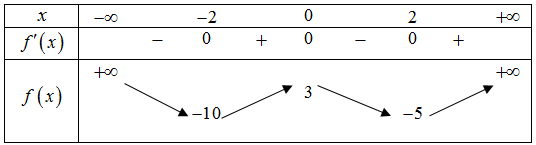 x −∞ −2 0 2 +∞
f′(x) − 0 + 0 − 0 +
+∞ +∞
f(x) 3
−10 −5